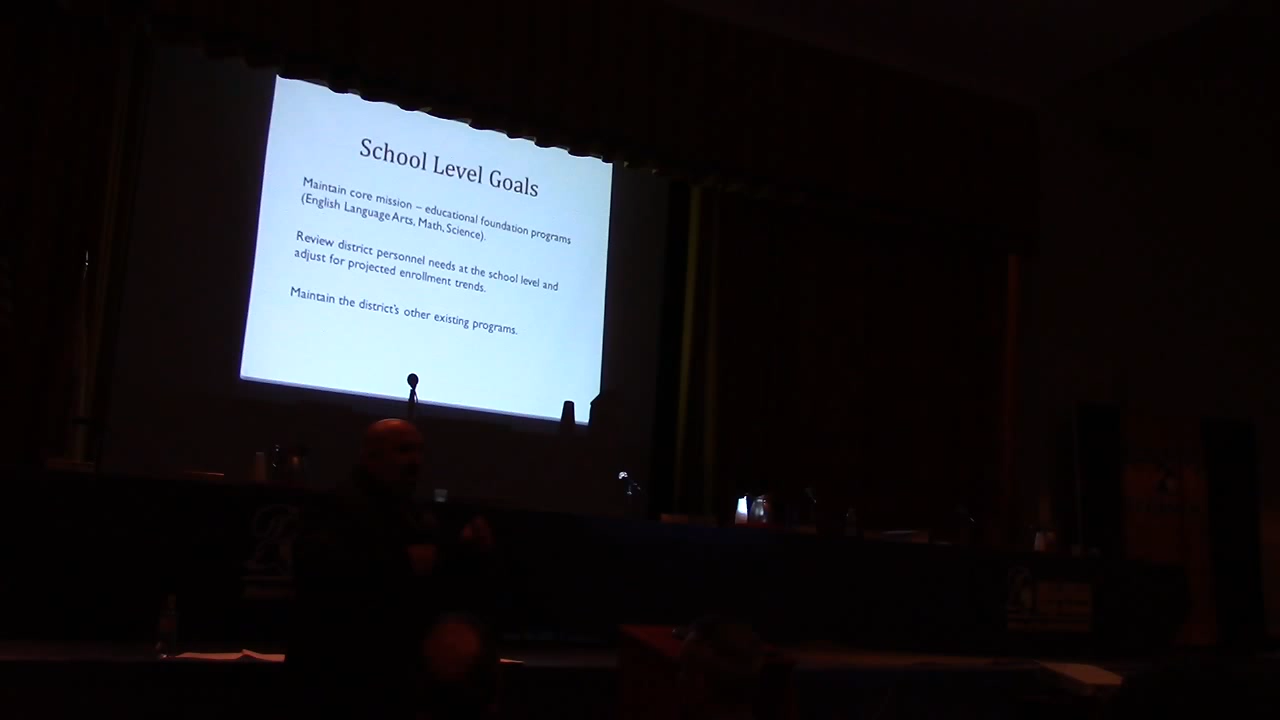 School Level Goals
Maintain core mission – educational foundation programs
(English Language Arts, Math, Science).
Review district personnel needs at the school level and
adjust for projected enrollment trends.
Maintain the district's other existing programs.